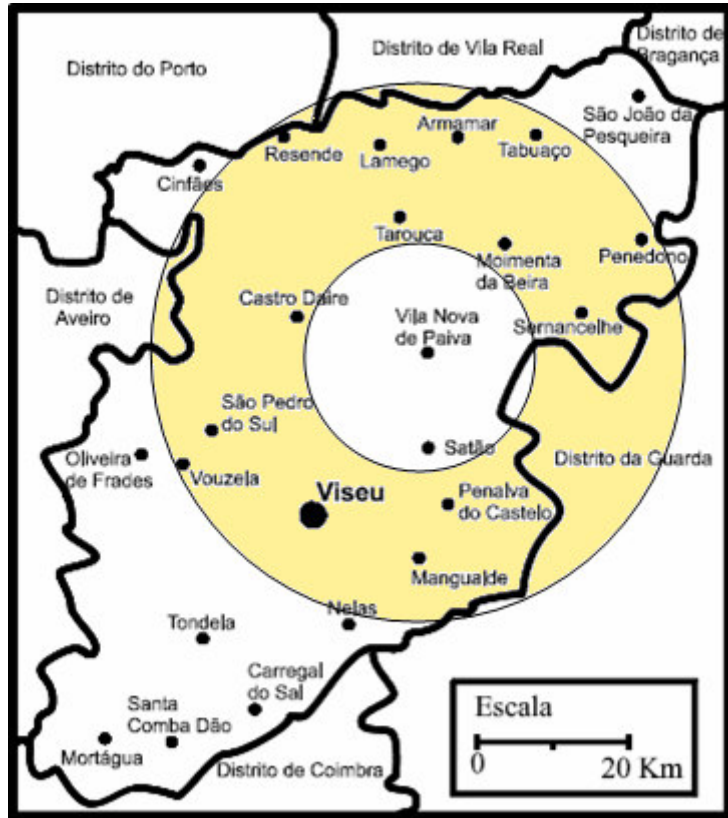 Distrito do Porto
Distrito de Vila Real
Distrito de
Bragança
São João da
Pesqueira
Armamar
Tabuaço
Resende
Lamego
Cinfães
Tarouca
Moimenta
da Beira
Penedono
Distrito de
Aveiro
Castro Daire
Vila Nova
de Paiva
Sernancelhe
São Pedro
do Sul
Oliveira
de Frades
Vouzela
Satão
Distrito da Guarda
Viseu
Penalva
do Castelo
Mangualde
Nelas
Tondela
Carregal
do Sal
Santa
Comba Dão
Mortágua
Distrito de Coimbra
Escala
0 20 Km